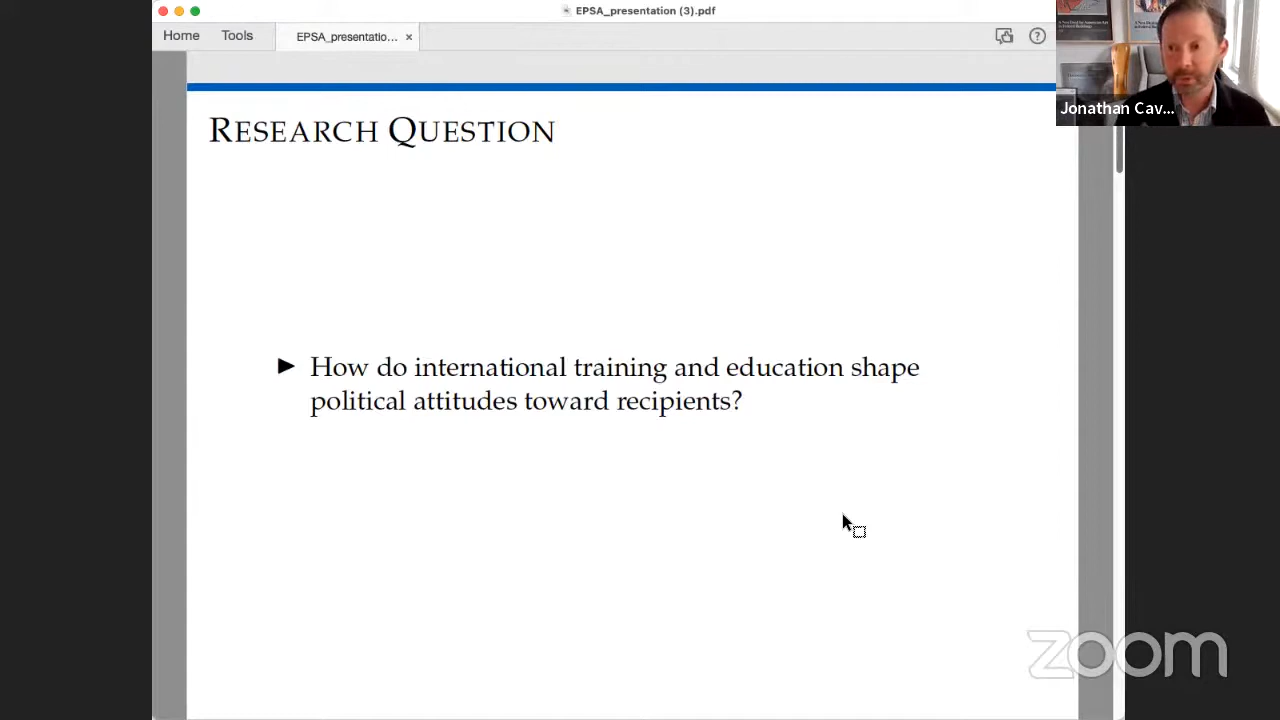 EPSA_presentation (3).pdf
Home
Tools
EPSA_presentatio... ×
RESEARCH QUESTION
► How do international training and education shape
political attitudes toward recipients?
Jonathan Cav...
zoom